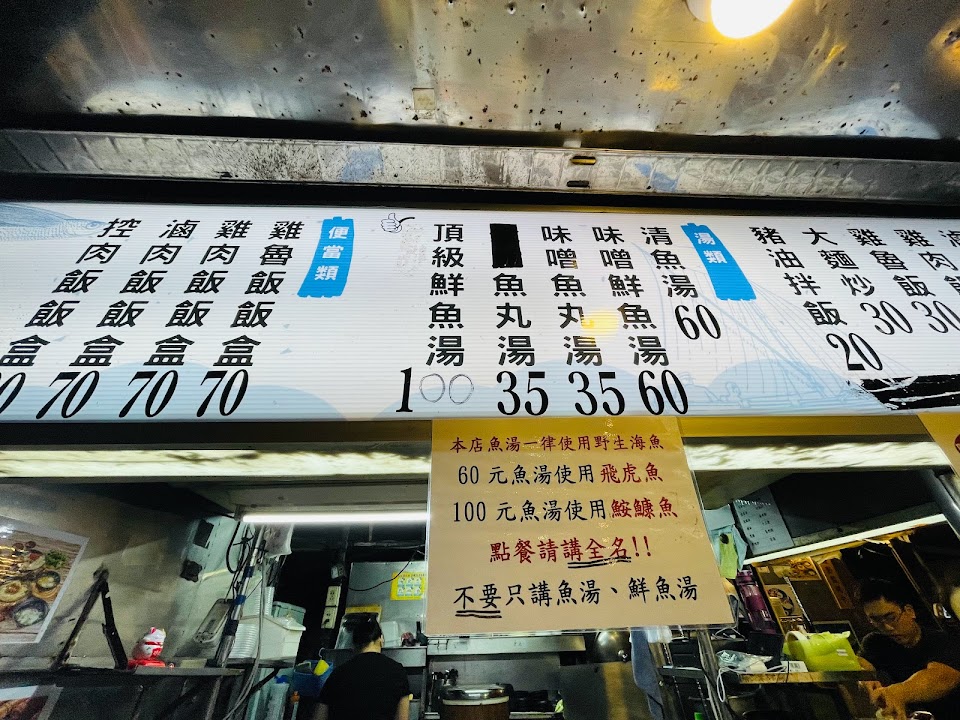 滷
雞肉飯
雞魯飯 30
大麵炒 30
豬油拌飯 20
湯類
清魚湯 60
味噌鮮魚湯 60
味噌魚丸湯 35
魚丸湯 35
頂級鮮魚湯 100
便當類
雞魯飯飯盒 70
雞肉飯飯盒 70
滷肉飯飯盒 70
控肉飯飯盒
本店魚湯一律使用野生海魚
60 元魚湯使用飛虎魚
100 元魚湯使用鮟鱇魚
點餐請講全名!!
不要只講魚湯、鮮魚湯